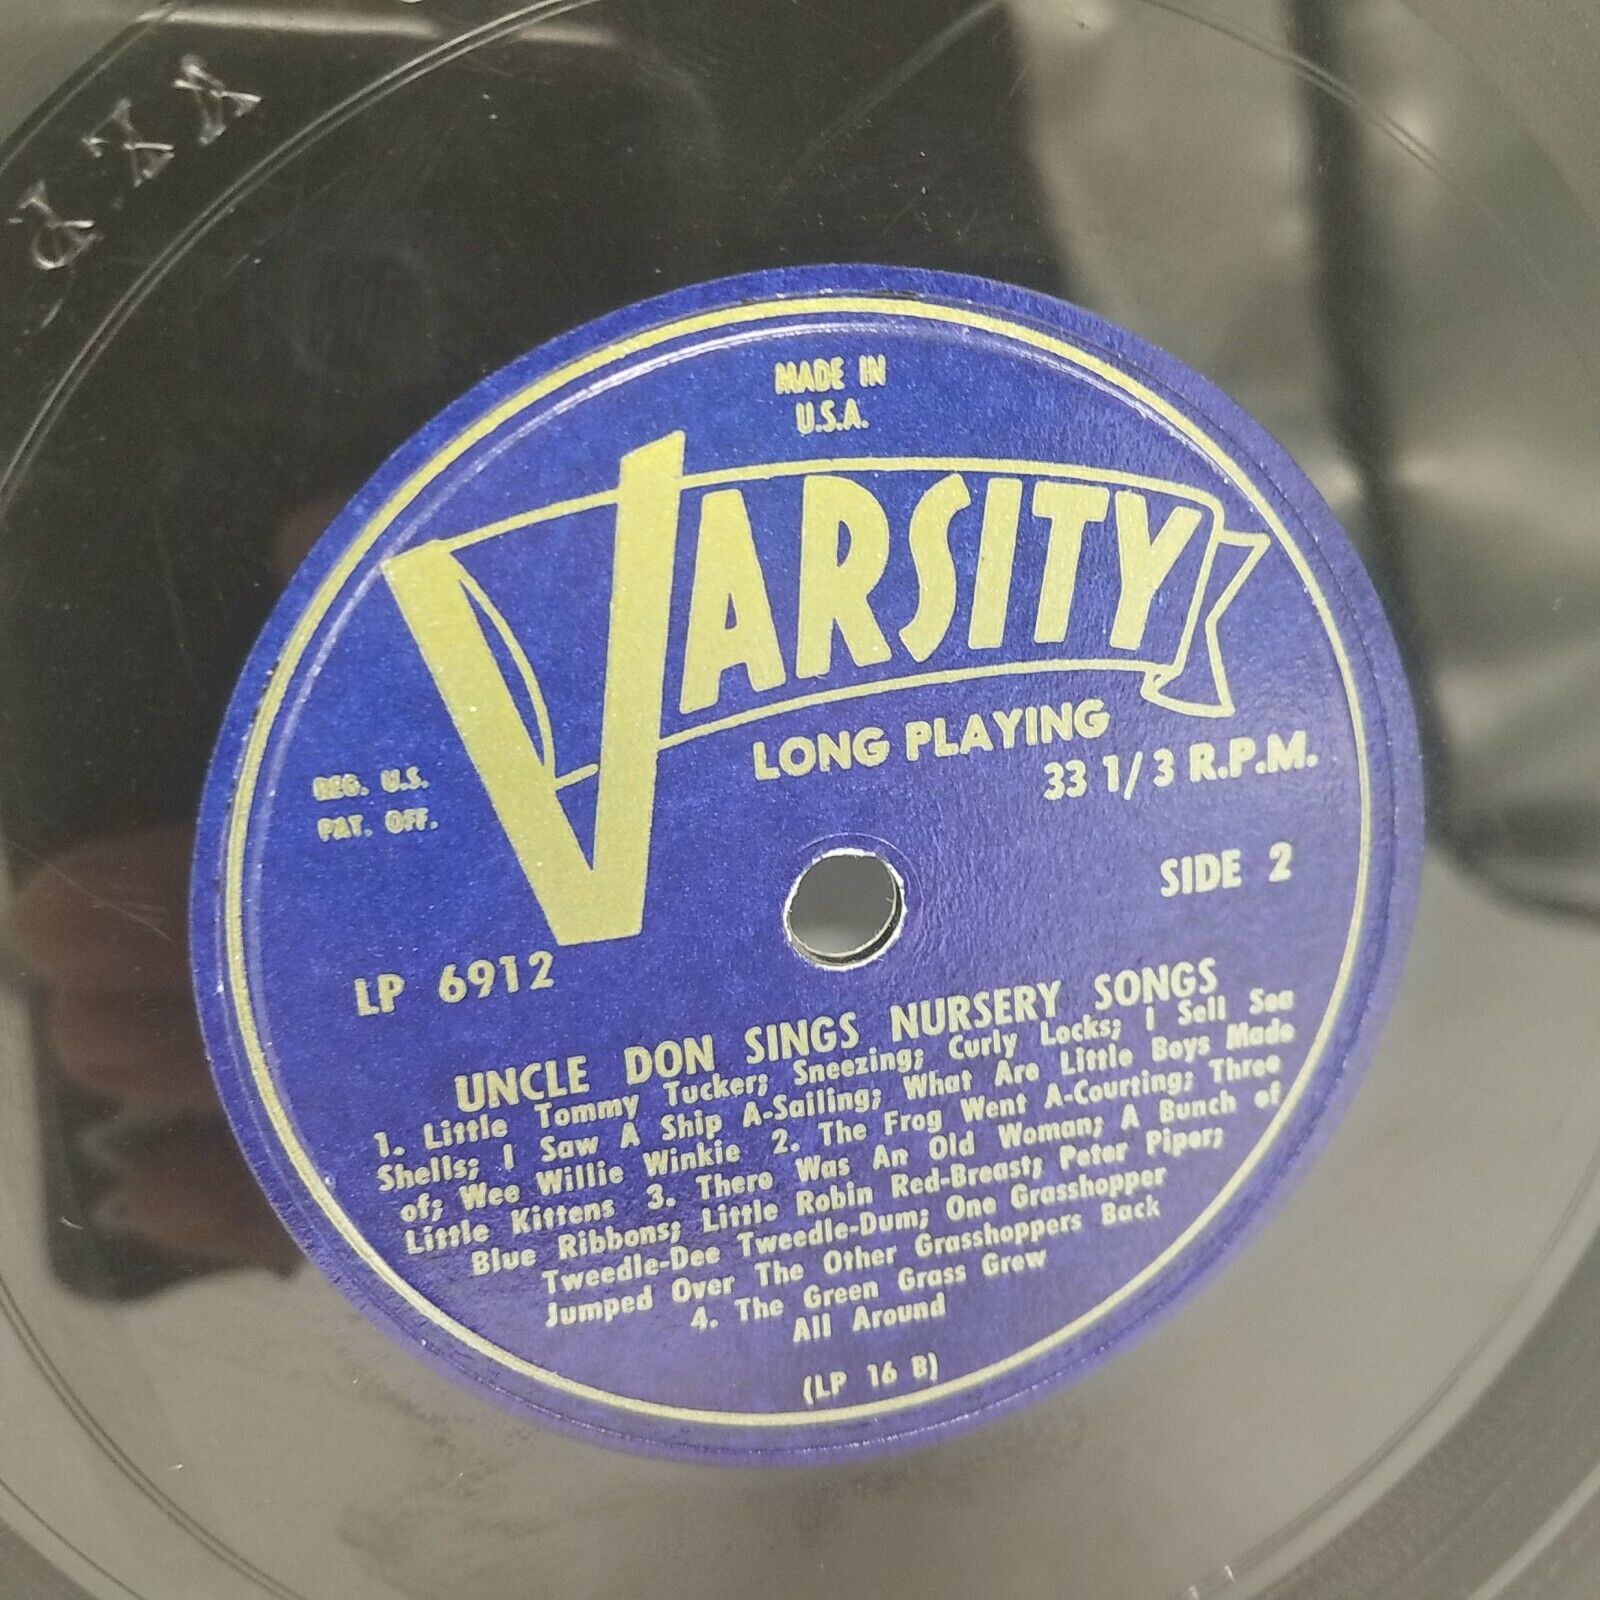 MADE IN
U.S.A.
VARSITY
LONG PLAYING
33 1/3 R.P.M.
REG. U.S.
PAT. OFF.
SIDE 2
LP 6912
UNCLE DON SINGS NURSERY SONGS
1. Little Tommy Tucker; Sneezing; Curly Locks; I Sell Sea
Shells; I Saw A Ship A-Sailing; What Are Little Boys Made
of; Wee Willie Winkie 2. The Frog Went A-Courting; Three
Little Kittens 3. There Was An Old Woman; A Bunch of
Blue Ribbons; Little Robin Red-Breast; Peter Piper;
Tweedle-Dee Tweedle-Dum; One Grasshopper
Jumped Over The Other Grasshoppers Back
4. The Green Grass Grew
All Around
(LP 16 B)